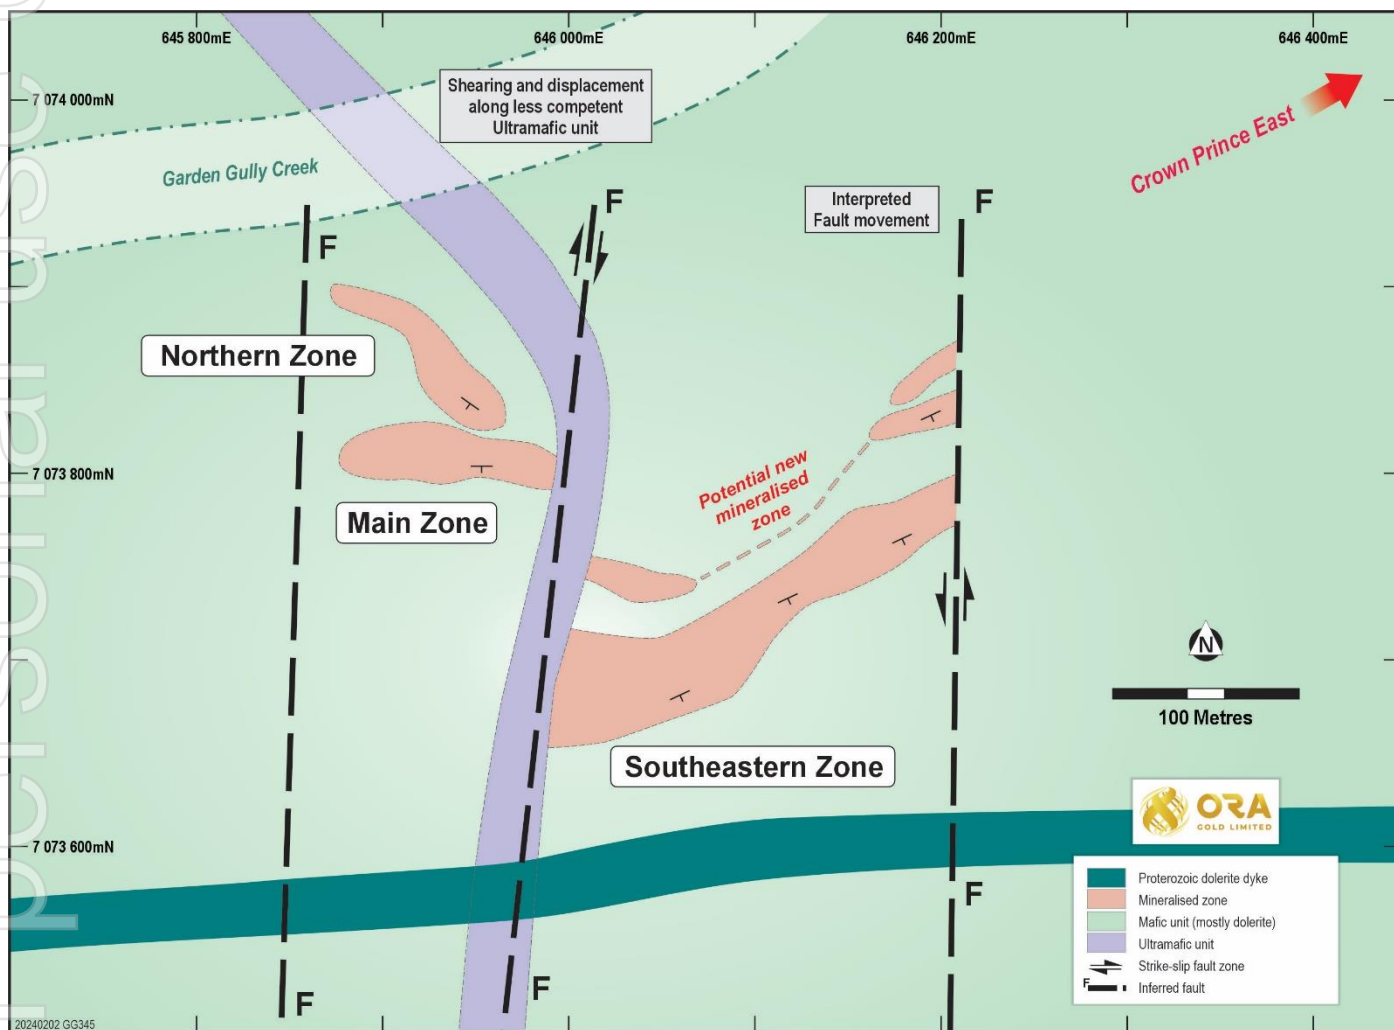 645 800mE
646 000mE
646 200mE
646 400mE
7 074 000mN
Shearing and displacement
along less competent
Ultramafic unit
Crown Prince East
Garden Gully Creek
Interpreted
Fault movement
F
F
F
Northern Zone
7 073 800mN
Main Zone
Potential new
mineralised
zone
N
100 Metres
Southeastern Zone
ORA
GOLD LIMITED
7 073 600mN
Proterozoic dolerite dyke
Mineralised zone
Mafic unit (mostly dolerite)
Ultramafic unit
Strike-slip fault zone
F
Inferred fault
F
F
F
20240202 GG345